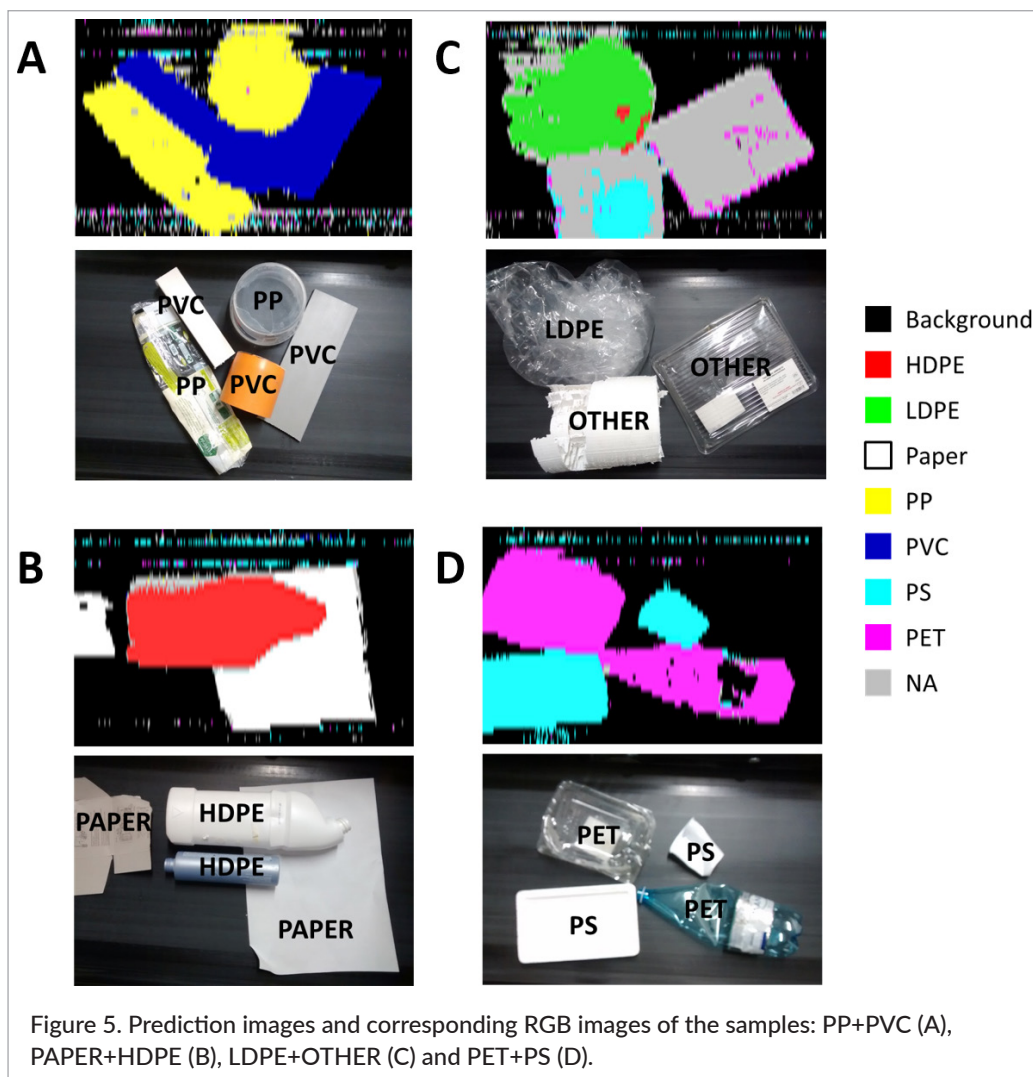 A
C
PVC
PP
PVC
PP
PVC
LDPE
OTHER
OTHER
Background
HDPE
LDPE
Paper
PP
PVC
PS
PET
NA
B
D
PAPER
HDPE
HDPE
PAPER
PET
PS
PET
PS
Figure 5. Prediction images and corresponding RGB images of the samples: PP+PVC (A),
PAPER+HDPE (B), LDPE+OTHER (C) and PET+PS (D).